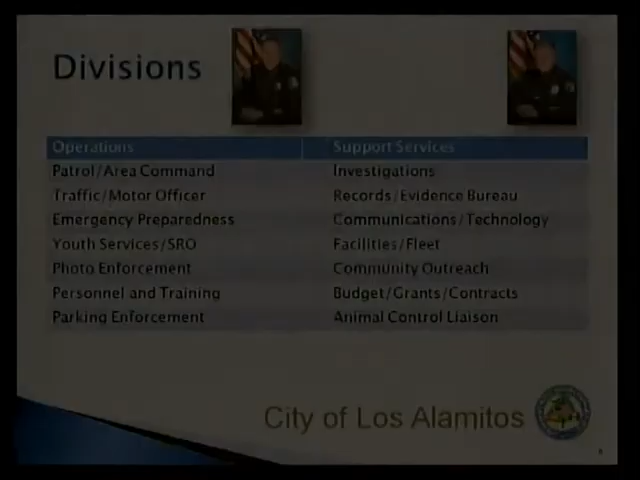 Divisions
Operations Support Services
Patrol/Area Command Investigations
Traffic/Motor Officer Records/Evidence Bureau
Emergency Preparedness Communications/Technology
Youth Services/SRO Facilities/Fleet
Photo Enforcement Community Outreach
Personnel and Training Budget/Grants/Contracts
Parking Enforcement Animal Control Liaison
City of Los Alamitos